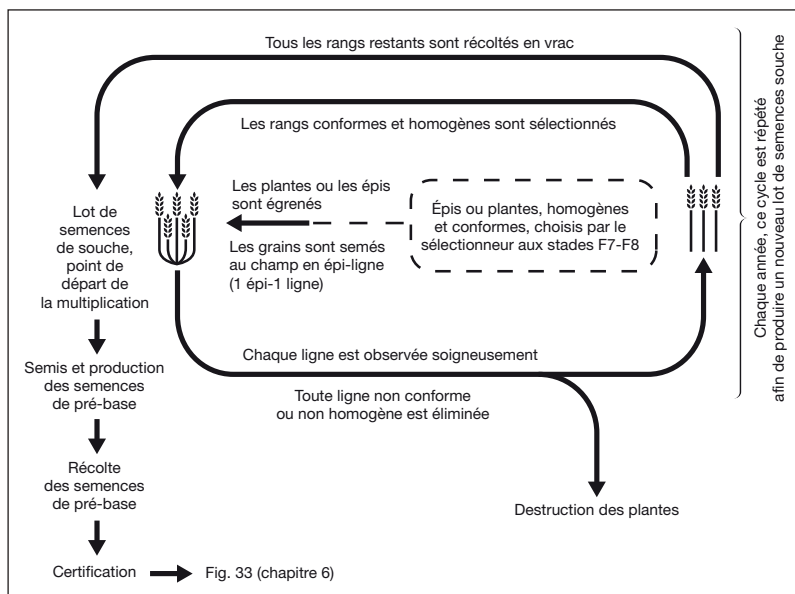 Tous les rangs restants sont récoltés en vrac
Les rangs conformes et homogènes sont sélectionnés
Les plantes ou les épis
sont égrenés
Les grains sont semés
au champ en épi-ligne
(1 épi-1 ligne)
Épis ou plantes, homogènes
et conformes, choisis par le
sélectionneur aux stades F7-F8
Chaque année, ce cycle est répété
afin de produire un nouveau lot de semences souche
Lot de
semences
de souche,
point de
départ de
la multiplication
Chaque ligne est observée soigneusement
Toute ligne non conforme
ou non homogène est éliminée
Semis et production
des semences
de pré-base
Récolte
des semences
de pré-base
Destruction des plantes
Certification
Fig. 33 (chapitre 6)